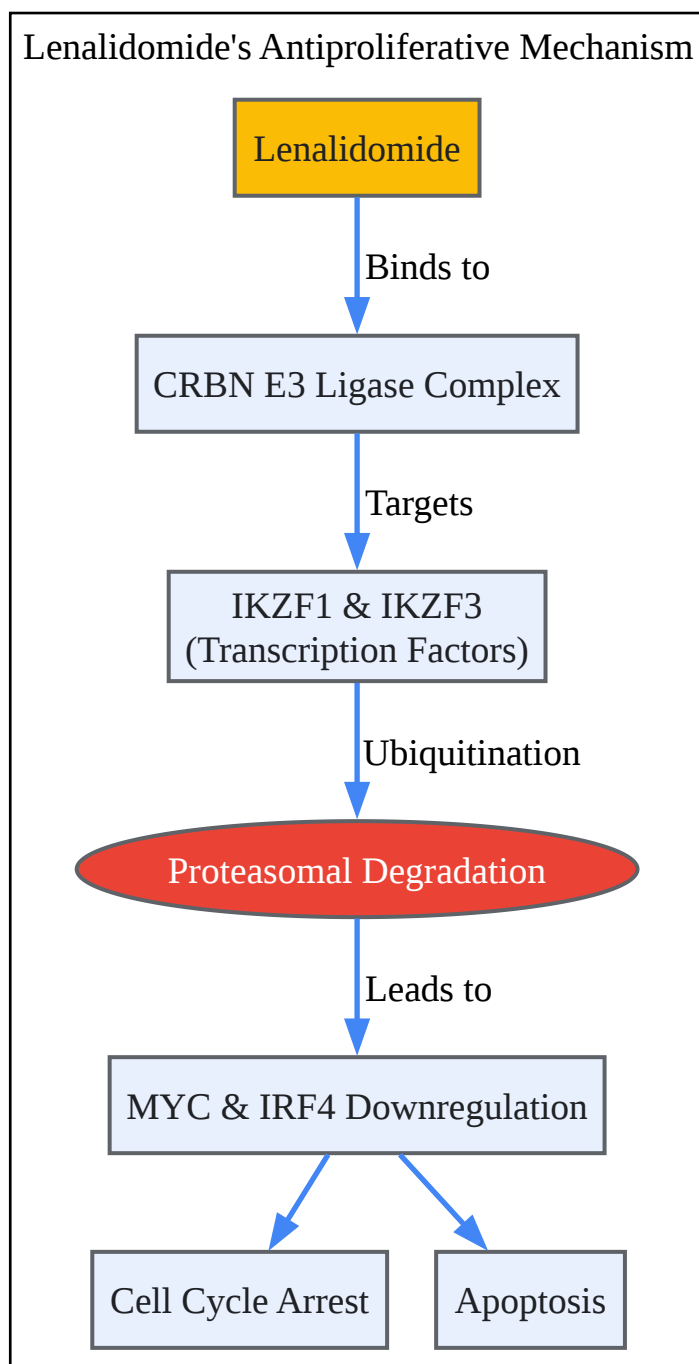 Lenalidomide's Antiproliferative Mechanism
Lenalidomide
Binds to
CRBN E3 Ligase Complex
Targets
IKZF1 & IKZF3
(Transcription Factors)
Ubiquitination
Proteasomal Degradation
Leads to
MYC & IRF4 Downregulation
Cell Cycle Arrest
Apoptosis